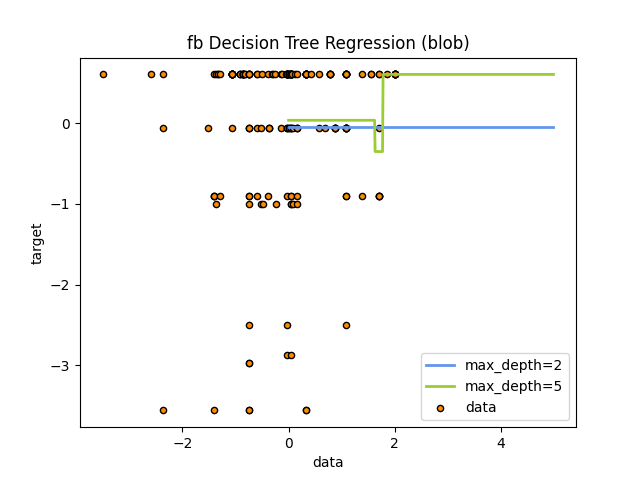 fb Decision Tree Regression (blob)
target
0
−1
−2
−3
−2
0
2
4
data
max_depth=2
max_depth=5
data